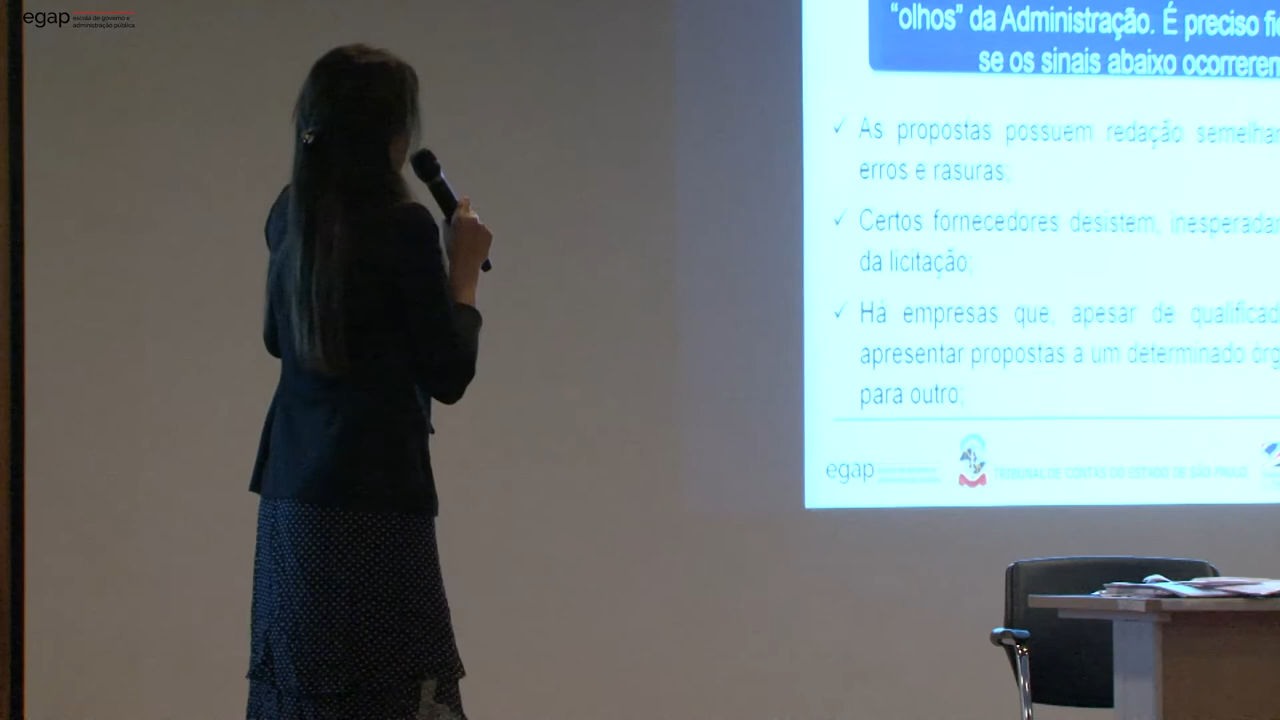 egap escola de governo e
administração pública
"olhos" da Administração. É preciso
se os sinais abaixo
✓ As propostas possuem redação
erros e rasuras;
✓ Certos fornecedores desistem,
da licitação;
✓ Há empresas que, apesar de
apresentar propostas a um determinado
para outro;
egap
TRIBUNAL DE CONTAS DO ESTADO DE SÃO PAULO